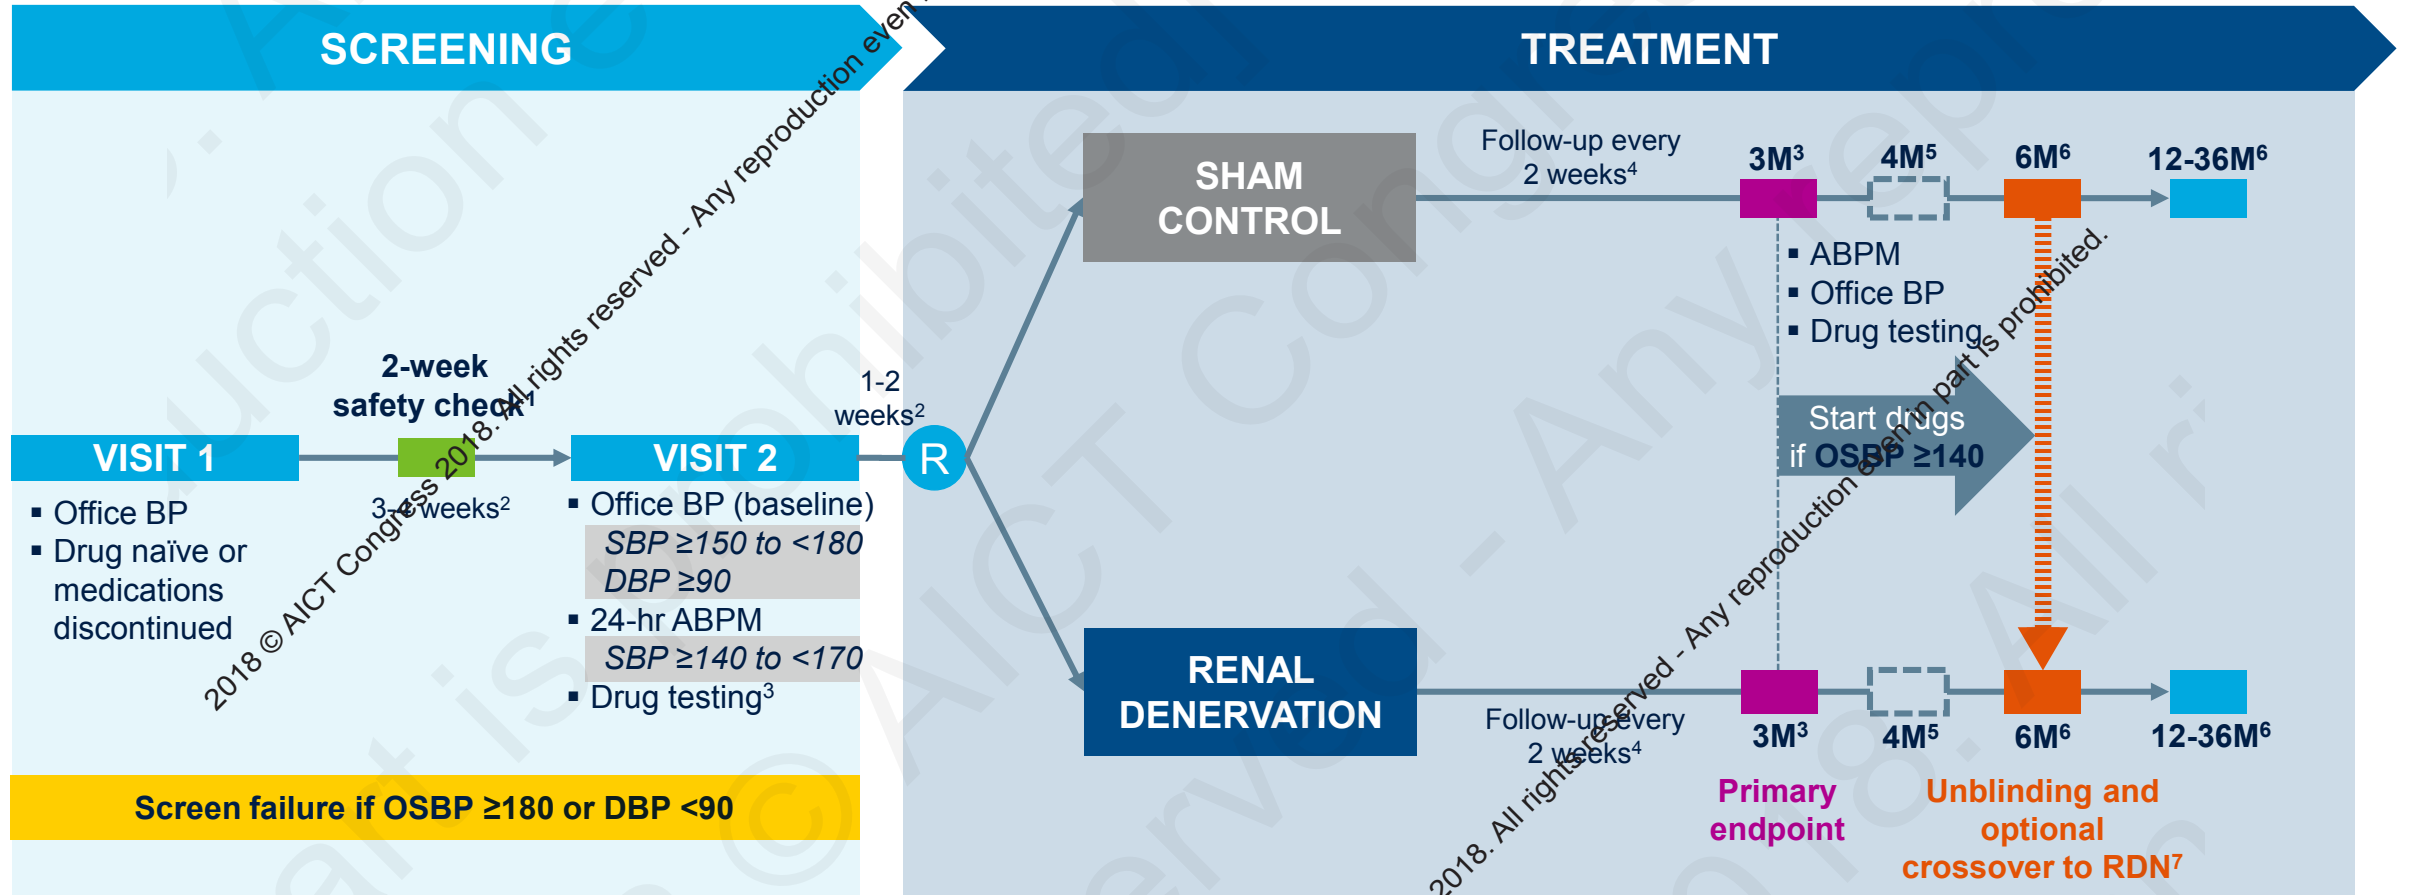 SCREENING
TREATMENT
2-week
safety check¹
VISIT 1
3-4 weeks²
VISIT 2
▪ Office BP
▪ Drug naïve or
medications
discontinued
▪ Office BP (baseline)
SBP ≥150 to <180
DBP ≥90
▪ 24-hr ABPM
SBP ≥140 to <170
▪ Drug testing³
Screen failure if OSBP ≥180 or DBP <90
1-2
weeks²
R
SHAM
CONTROL
Follow-up every
2 weeks⁴
3M³
4M⁵
6M⁶
12-36M⁶
▪ ABPM
▪ Office BP
▪ Drug testing
Start drugs
if OSBP ≥140
RENAL
DENERVATION
Follow-up every
2 weeks⁴
3M³
4M⁵
6M⁶
12-36M⁶
Primary
endpoint
Unblinding and
optional
crossover to RDN⁷
2018 © AICT Congress 2018. All rights reserved - Any reproduction even
2018. All rights reserved - Any reproduction even in part is prohibited.